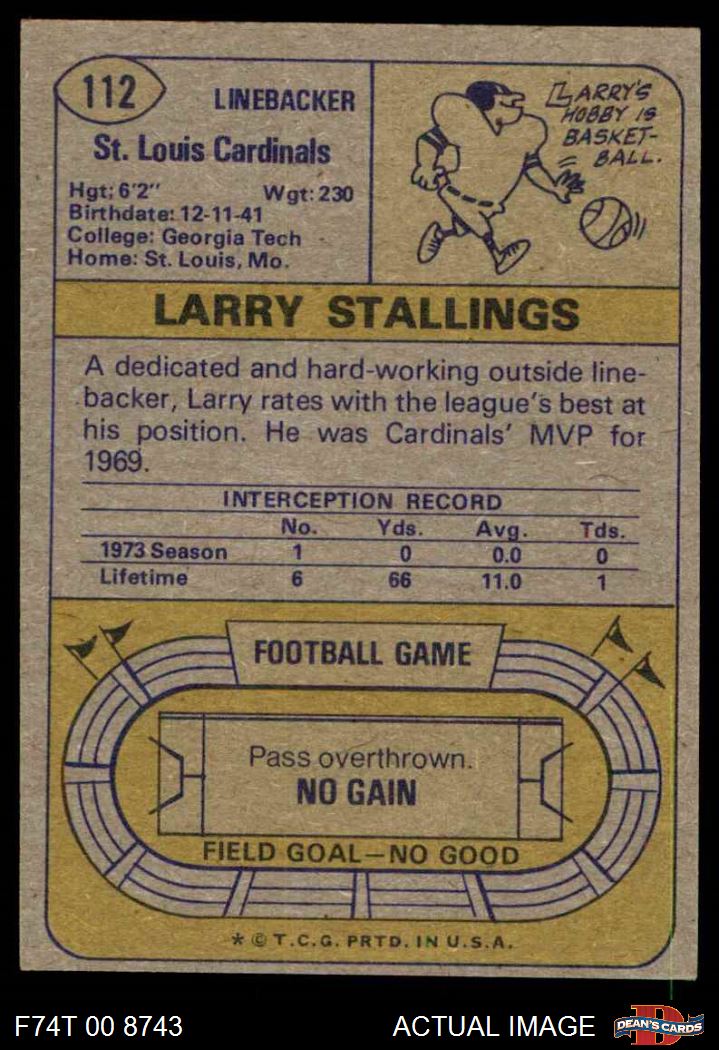 112
LINEBACKER
St. Louis Cardinals
Hgt: 6'2" Wgt: 230
Birthdate: 12-11-41
College: Georgia Tech
Home: St. Louis, Mo.
LARRY'S
HOBBY IS
BASKET-
BALL.
LARRY STALLINGS
A dedicated and hard-working outside line-
backer, Larry rates with the league's best at
his position. He was Cardinals' MVP for
1969.
INTERCEPTION RECORD
No. Yds. Avg. Tds.
1973 Season 1 0 0.0 0
Lifetime 6 66 11.0 1
FOOTBALL GAME
Pass overthrown.
NO GAIN
FIELD GOAL—NO GOOD
* © T.C.G. PRTD. IN U.S.A.
F74T 00 8743 ACTUAL IMAGE
D
DEAN'S CARDS